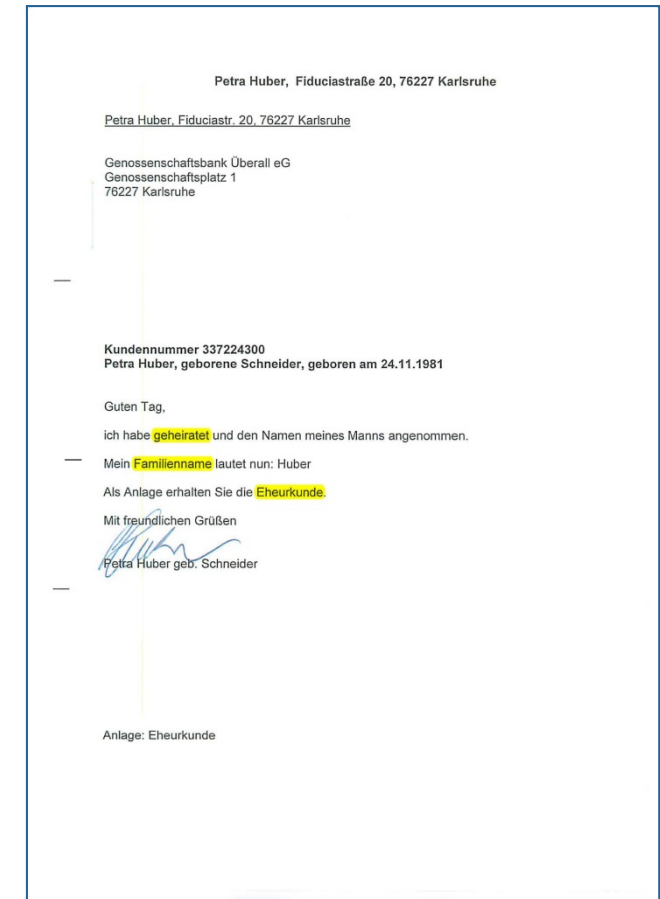 Petra Huber, Fiduciastraße 20, 76227 Karlsruhe
Petra Huber, Fiduciastr. 20, 76227 Karlsruhe
Genossenschaftsbank Überall eG
Genossenschaftsplatz 1
76227 Karlsruhe
Kundennummer 337224300
Petra Huber, geborene Schneider, geboren am 24.11.1981
Guten Tag,
ich habe geheiratet und den Namen meines Manns angenommen.
Mein Familienname lautet nun: Huber
Als Anlage erhalten Sie die Eheurkunde.
Mit freundlichen Grüßen
Petra Huber geb. Schneider
Anlage: Eheurkunde